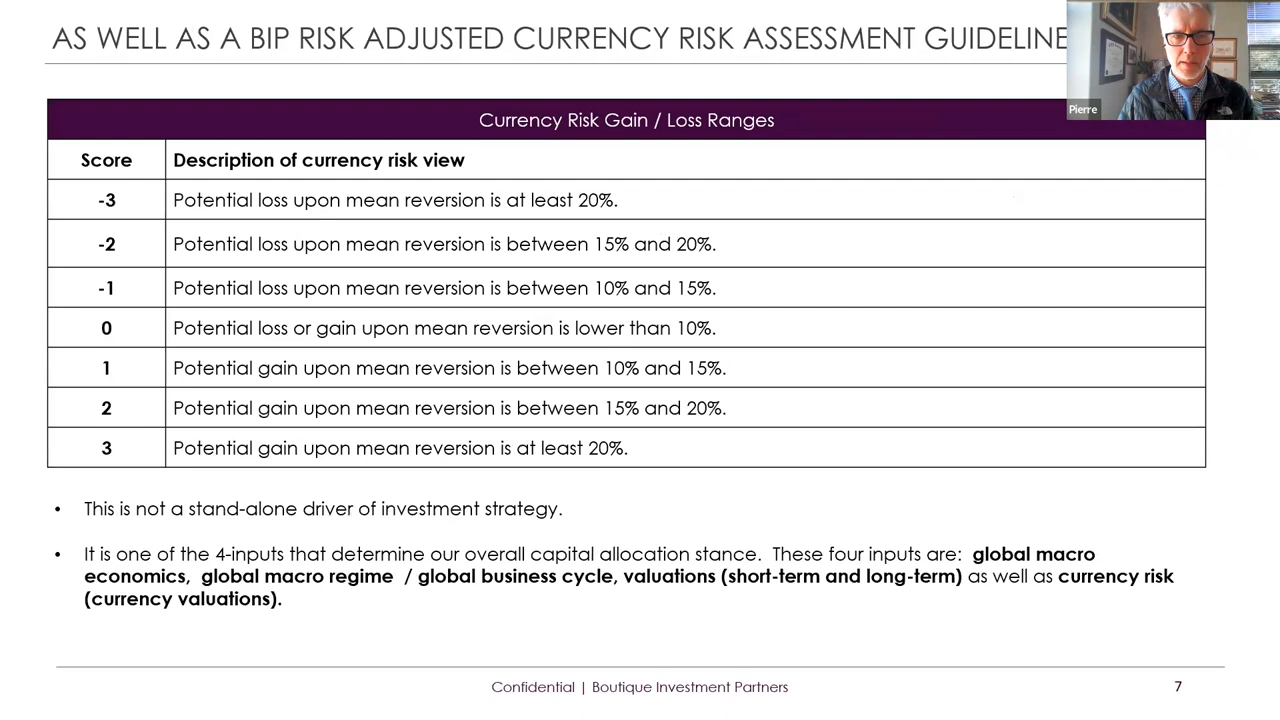 AS WELL AS A BIP RISK ADJUSTED CURRENCY RISK ASSESSMENT GUIDELINE
Pierre
Currency Risk Gain / Loss Ranges
Score Description of currency risk view
-3 Potential loss upon mean reversion is at least 20%.
-2 Potential loss upon mean reversion is between 15% and 20%.
-1 Potential loss upon mean reversion is between 10% and 15%.
0 Potential loss or gain upon mean reversion is lower than 10%.
1 Potential gain upon mean reversion is between 10% and 15%.
2 Potential gain upon mean reversion is between 15% and 20%.
3 Potential gain upon mean reversion is at least 20%.
• This is not a stand-alone driver of investment strategy.
• It is one of the 4-inputs that determine our overall capital allocation stance. These four inputs are: global macro
economics, global macro regime / global business cycle, valuations (short-term and long-term) as well as currency risk
(currency valuations).
Confidential | Boutique Investment Partners
7